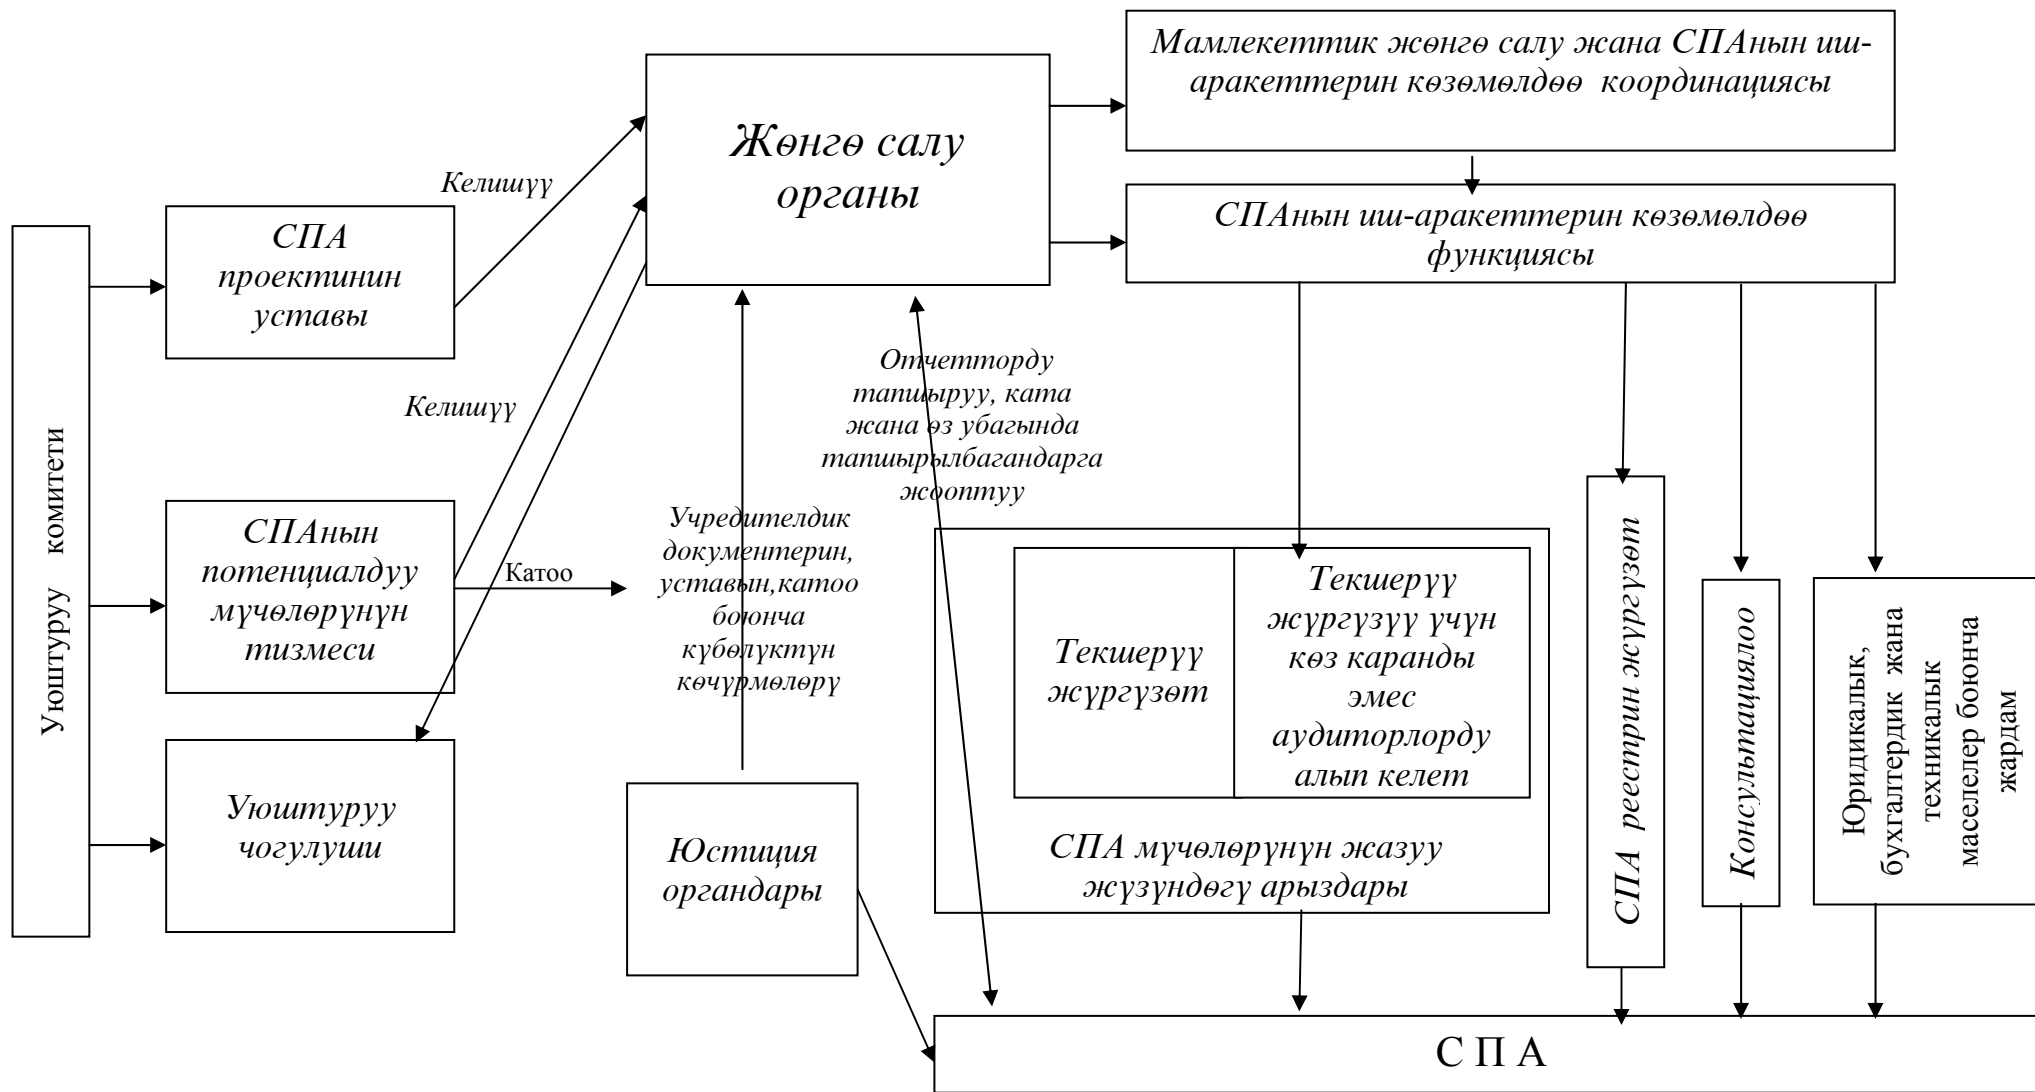 Мамлекеттик жөнгө салу жана СПАнын иш-
аракеттерин көзөмөлдөө координациясы
Жөнгө салу
органы
Келишүү
СПА
проектинин
уставы
СПАнын иш-аракеттерин көзөмөлдөө
функциясы
Уюштуруу комитети
Келишүү
Отчетторду
тапшыруу, ката
жана өз убагында
тапшырылбагандарга
жооптуу
СПАнын
потенциалдуу
мүчөлөрүнүн
тизмеси
Катоо
Учредителдик
документерин,
уставын,катоо
боюнча
күбөлүктүн
көчүрмөлөрү
Текшерүү
жүргүзөт
Текшерүү
жүргүзүү үчүн
көз каранды
эмес
аудиторлорду
алып келет
СПА мүчөлөрүнүн жазуу
жүзүндөгү арыздары
СПА реестрин жүргүзөт
Консультациялоо
Юридикалык,
бухгалтердик жана
техникалык
маселелер боюнча
жардам
Уюштуруу
чогулуши
Юстиция
органдары
С П А